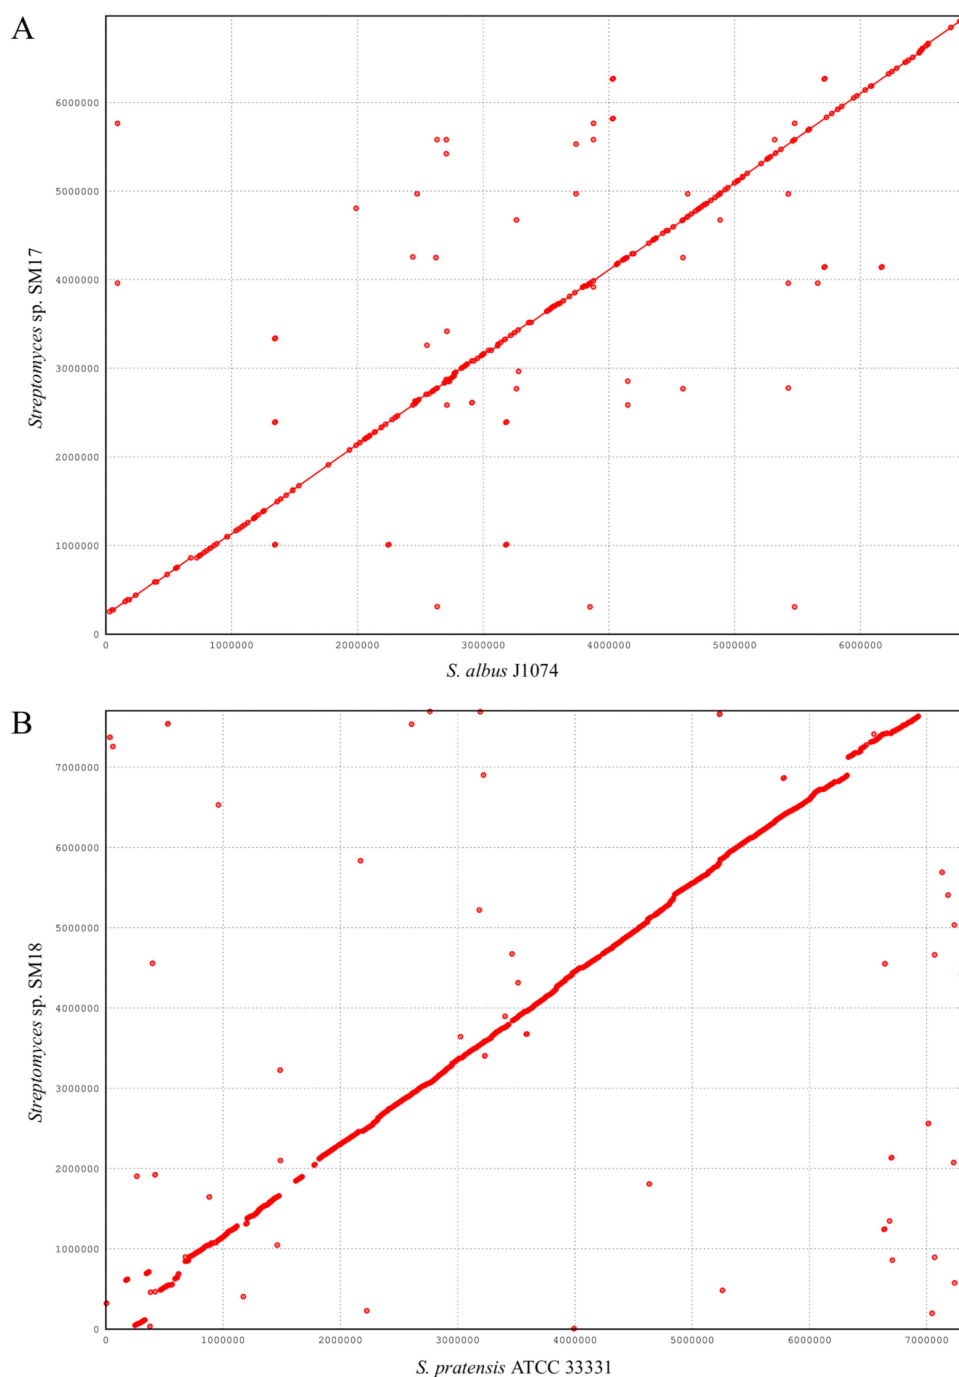 A
6000000
5000000
4000000
3000000
2000000
1000000
0
Streptomyces sp. SM17
0 1000000 2000000 3000000 4000000 5000000 6000000
S. albus J1074
B
7000000
6000000
5000000
4000000
3000000
2000000
1000000
0
Streptomyces sp. SM18
0 1000000 2000000 3000000 4000000 5000000 6000000 7000000
S. pratensis ATCC 33331